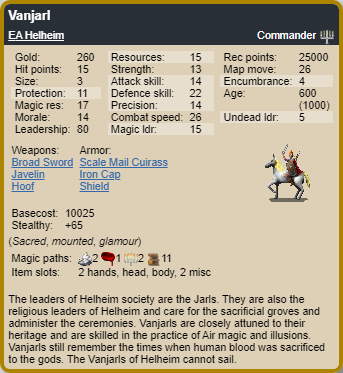 Vanjarl
EA Helheim Commander
Gold: 260 Resources: 15 Rec points: 25000
Hit points: 15 Strength: 13 Map move: 26
Size: 3 Attack skill: 14 Encumbrance: 4
Protection: 11 Defence skill: 22 Age: 600
Magic res: 17 Precision: 14 (1000)
Morale: 14 Combat speed: 26 Undead ldr: 5
Leadership: 80 Magic ldr: 15
Weapons: Armor:
Broad Sword Scale Mail Cuirass
Javelin Iron Cap
Hoof Shield
Basecost: 10025
Stealthy: +65
(Sacred, mounted, glamour)
Magic paths: 2 1 2 11
Item slots: 2 hands, head, body, 2 misc
The leaders of Helheim society are the Jarls. They are also the
religious leaders of Helheim and care for the sacrificial groves and
administer the ceremonies. Vanjarls are closely attuned to their
heritage and are skilled in the practice of Air magic and illusions.
Vanjarls still remember the times when human blood was sacrificed
to the gods. The Vanjarls of Helheim cannot sail.